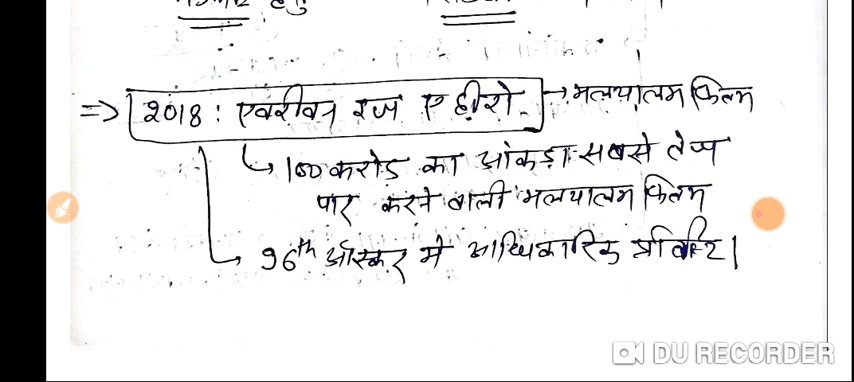 हेतु
⇒ 2018 : एवरीवन इज ए हीरो → मलयालम फिल्म
↳ 100 करोड़ का आंकड़ा सबसे तेज
पार करने वाली मलयालम फिल्म
↳ 96th ऑस्कर में आधिकारिक प्रविष्टि।
DU RECORDER